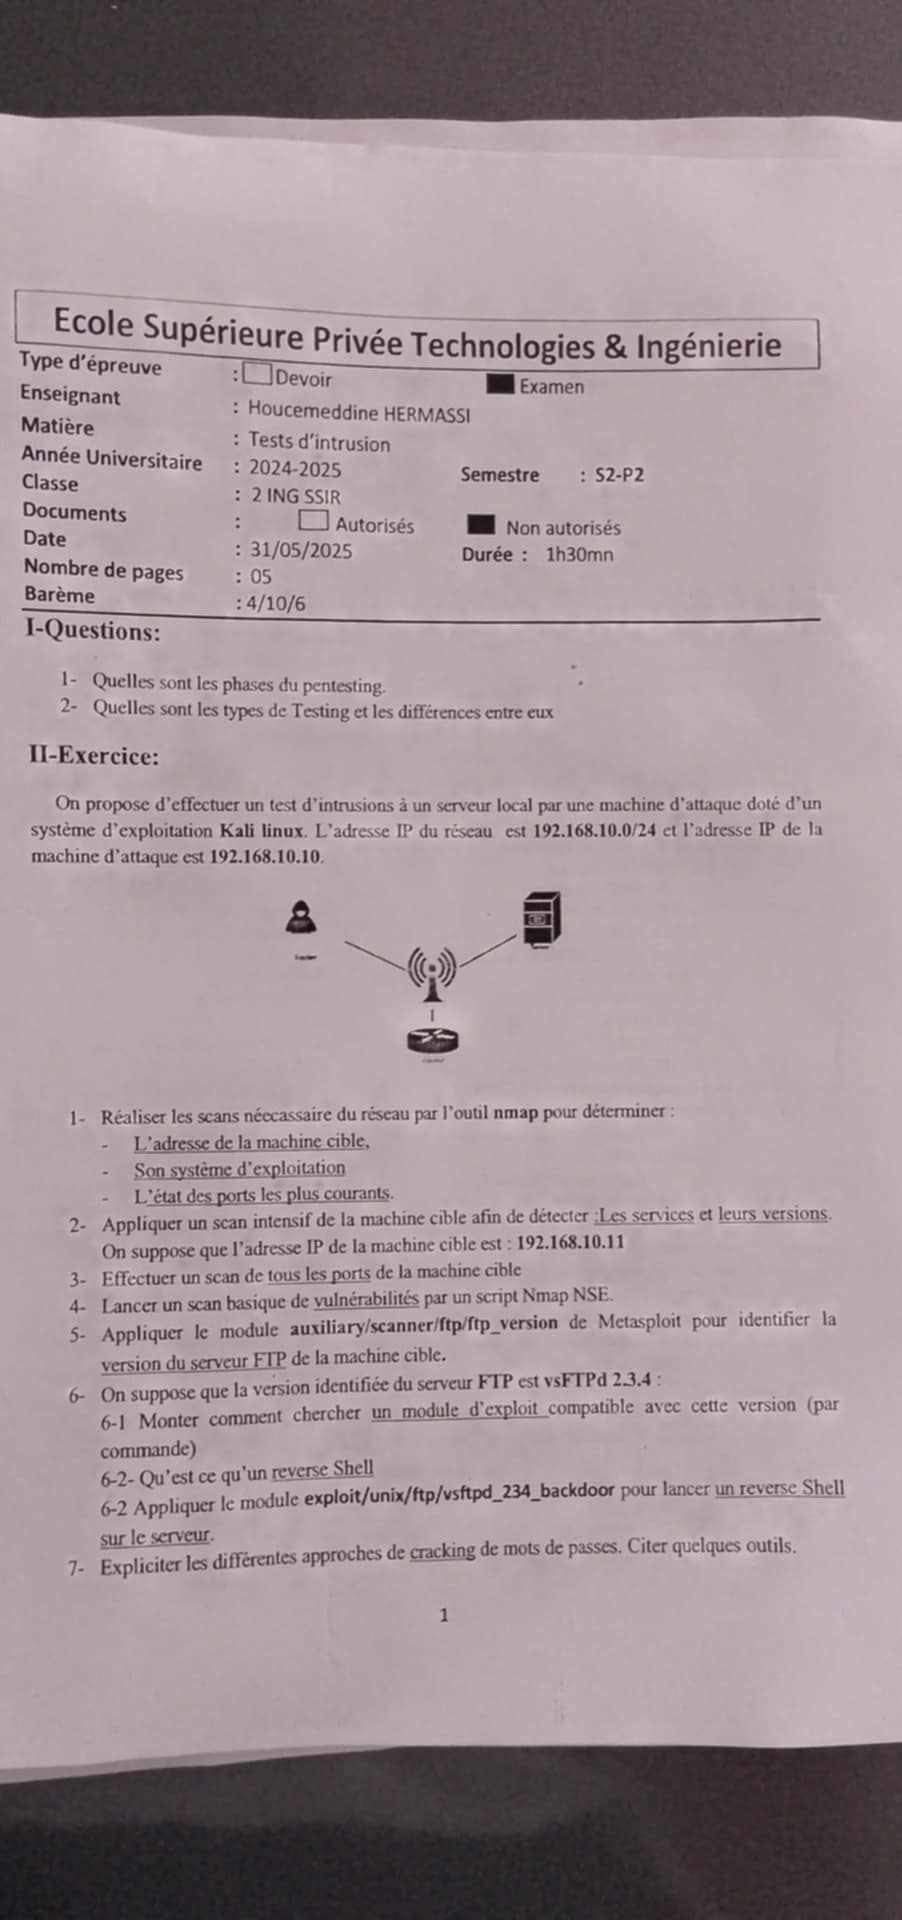 Ecole Supérieure Privée Technologies & Ingénierie
Type d'épreuve : Devoir Examen
Enseignant : Houcemeddine HERMASSI
Matière : Tests d'intrusion
Année Universitaire : 2024-2025 Semestre : S2-P2
Classe : 2 ING SSIR
Documents : Autorisés Non autorisés
Date : 31/05/2025 Durée : 1h30mn
Nombre de pages : 05
Barème : 4/10/6
I-Questions:
1- Quelles sont les phases du pentesting.
2- Quelles sont les types de Testing et les différences entre eux
II-Exercice:
On propose d'effectuer un test d'intrusions à un serveur local par une machine d'attaque doté d'un
système d'exploitation Kali linux. L'adresse IP du réseau est 192.168.10.0/24 et l'adresse IP de la
machine d'attaque est 192.168.10.10.
1- Réaliser les scans néecassaire du réseau par l'outil nmap pour déterminer :
- L'adresse de la machine cible,
- Son système d'exploitation
- L'état des ports les plus courants.
2- Appliquer un scan intensif de la machine cible afin de détecter :Les services et leurs versions.
On suppose que l'adresse IP de la machine cible est : 192.168.10.11
3- Effectuer un scan de tous les ports de la machine cible
4- Lancer un scan basique de vulnérabilités par un script Nmap NSE.
5- Appliquer le module auxiliary/scanner/ftp/ftp_version de Metasploit pour identifier la
version du serveur FTP de la machine cible.
6- On suppose que la version identifiée du serveur FTP est vsFTPd 2.3.4 :
6-1 Monter comment chercher un module d'exploit compatible avec cette version (par
commande)
6-2- Qu'est ce qu'un reverse Shell
6-2 Appliquer le module exploit/unix/ftp/vsftpd_234_backdoor pour lancer un reverse Shell
sur le serveur.
7- Expliciter les différentes approches de cracking de mots de passes. Citer quelques outils.
1